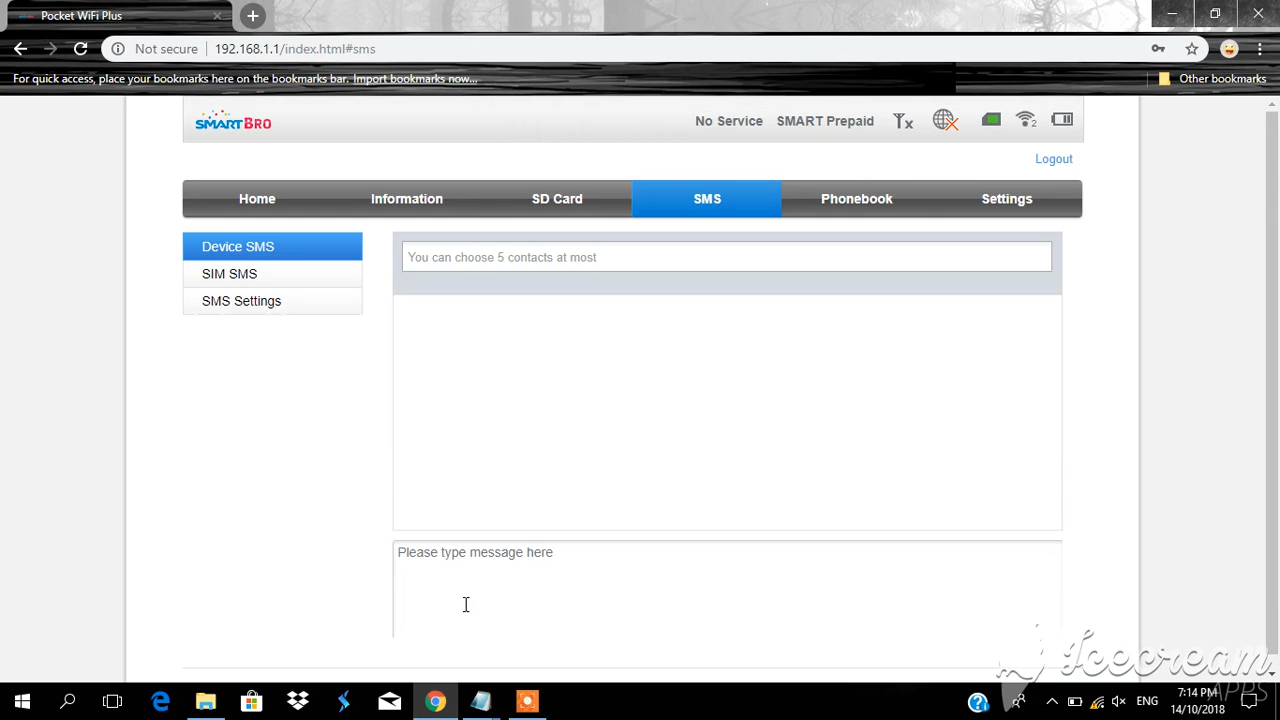 Pocket WiFi Plus
Not secure 192.168.1.1/index.html#sms
For quick access, place your bookmarks here on the bookmarks bar. Import bookmarks now... Other bookmarks
SMARTBRO No Service SMART Prepaid 2
Logout
Home Information SD Card SMS Phonebook Settings
Device SMS
SIM SMS
SMS Settings
You can choose 5 contacts at most
Please type message here
Icecream
APPS
ENG 7:14 PM
14/10/2018